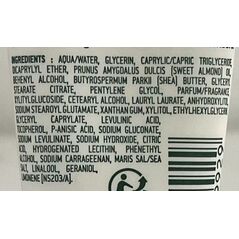 INGREDIENTS : AQUA/WATER, GLYCERIN, CAPRYLIC/CAPRIC TRIGLYCERIDE,
DICAPRYLYL ETHER, PRUNUS AMYGDALUS DULCIS (SWEET ALMOND) OIL,
BEHENYL ALCOHOL, BUTYROSPERMUM PARKII (SHEA) BUTTER, GLYCERYL
STEARATE CITRATE, PENTYLENE GLYCOL, PARFUM/FRAGRANCE,
XYLITYLGLUCOSIDE, CETEARYL ALCOHOL, LAURYL LAURATE, ANHYDROXYLITOL,
SODIUM STEAROYL GLUTAMATE, XANTHAN GUM, XYLITOL, ETHYLHEXYLGLYCERIN,
GLYCERYL CAPRYLATE, LEVULINIC ACID,
TOCOPHEROL, P-ANISIC ACID, SODIUM GLUCONATE,
SODIUM LEVULINATE, SODIUM HYDROXIDE, CITRIC
ACID, HYDROGENATED LECITHIN, PHENETHYL
ALCOHOL, SODIUM CARRAGEENAN, MARIS SAL/SEA
SALT, LINALOOL, GERANIOL,
LIMONENE [NS203/A].